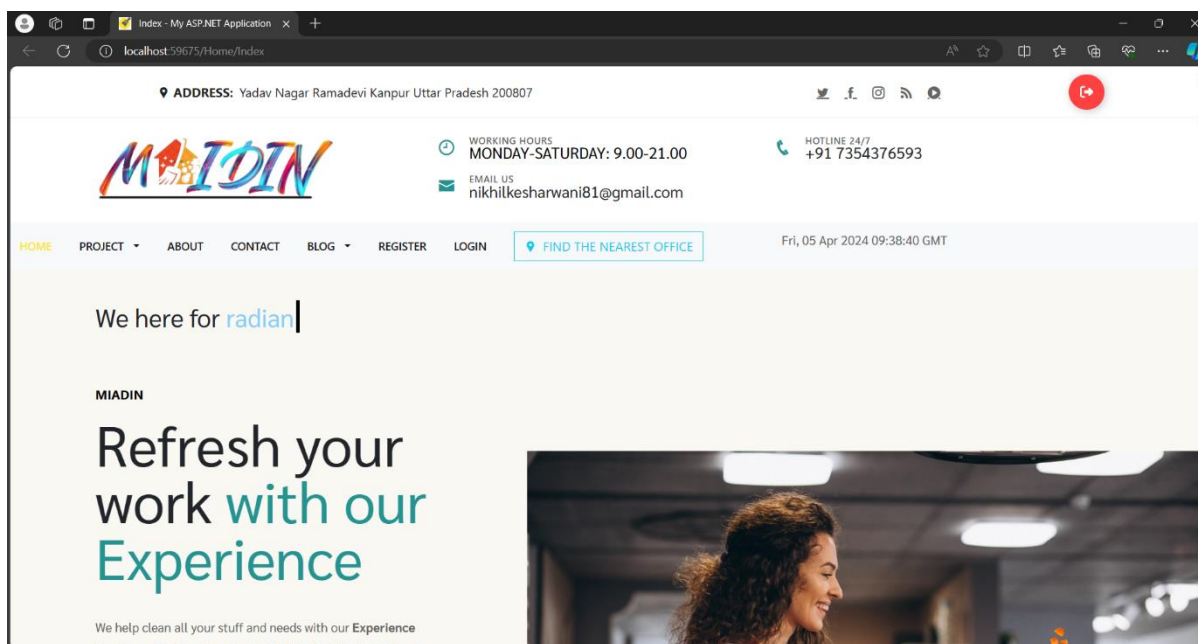 Index - My ASP.NET Application
localhost:59675/Home/Index
ADDRESS: Yadav Nagar Ramadevi Kanpur Uttar Pradesh 200807
MAIDIN
WORKING HOURS
MONDAY-SATURDAY: 9.00-21.00
EMAIL US
nikhilkesharwani81@gmail.com
HOTLINE 24/7
+91 7354376593
HOME PROJECT ABOUT CONTACT BLOG REGISTER LOGIN FIND THE NEAREST OFFICE Fri, 05 Apr 2024 09:38:40 GMT
We here for radian
MIADIN
Refresh your
work with our
Experience
We help clean all your stuff and needs with our Experience